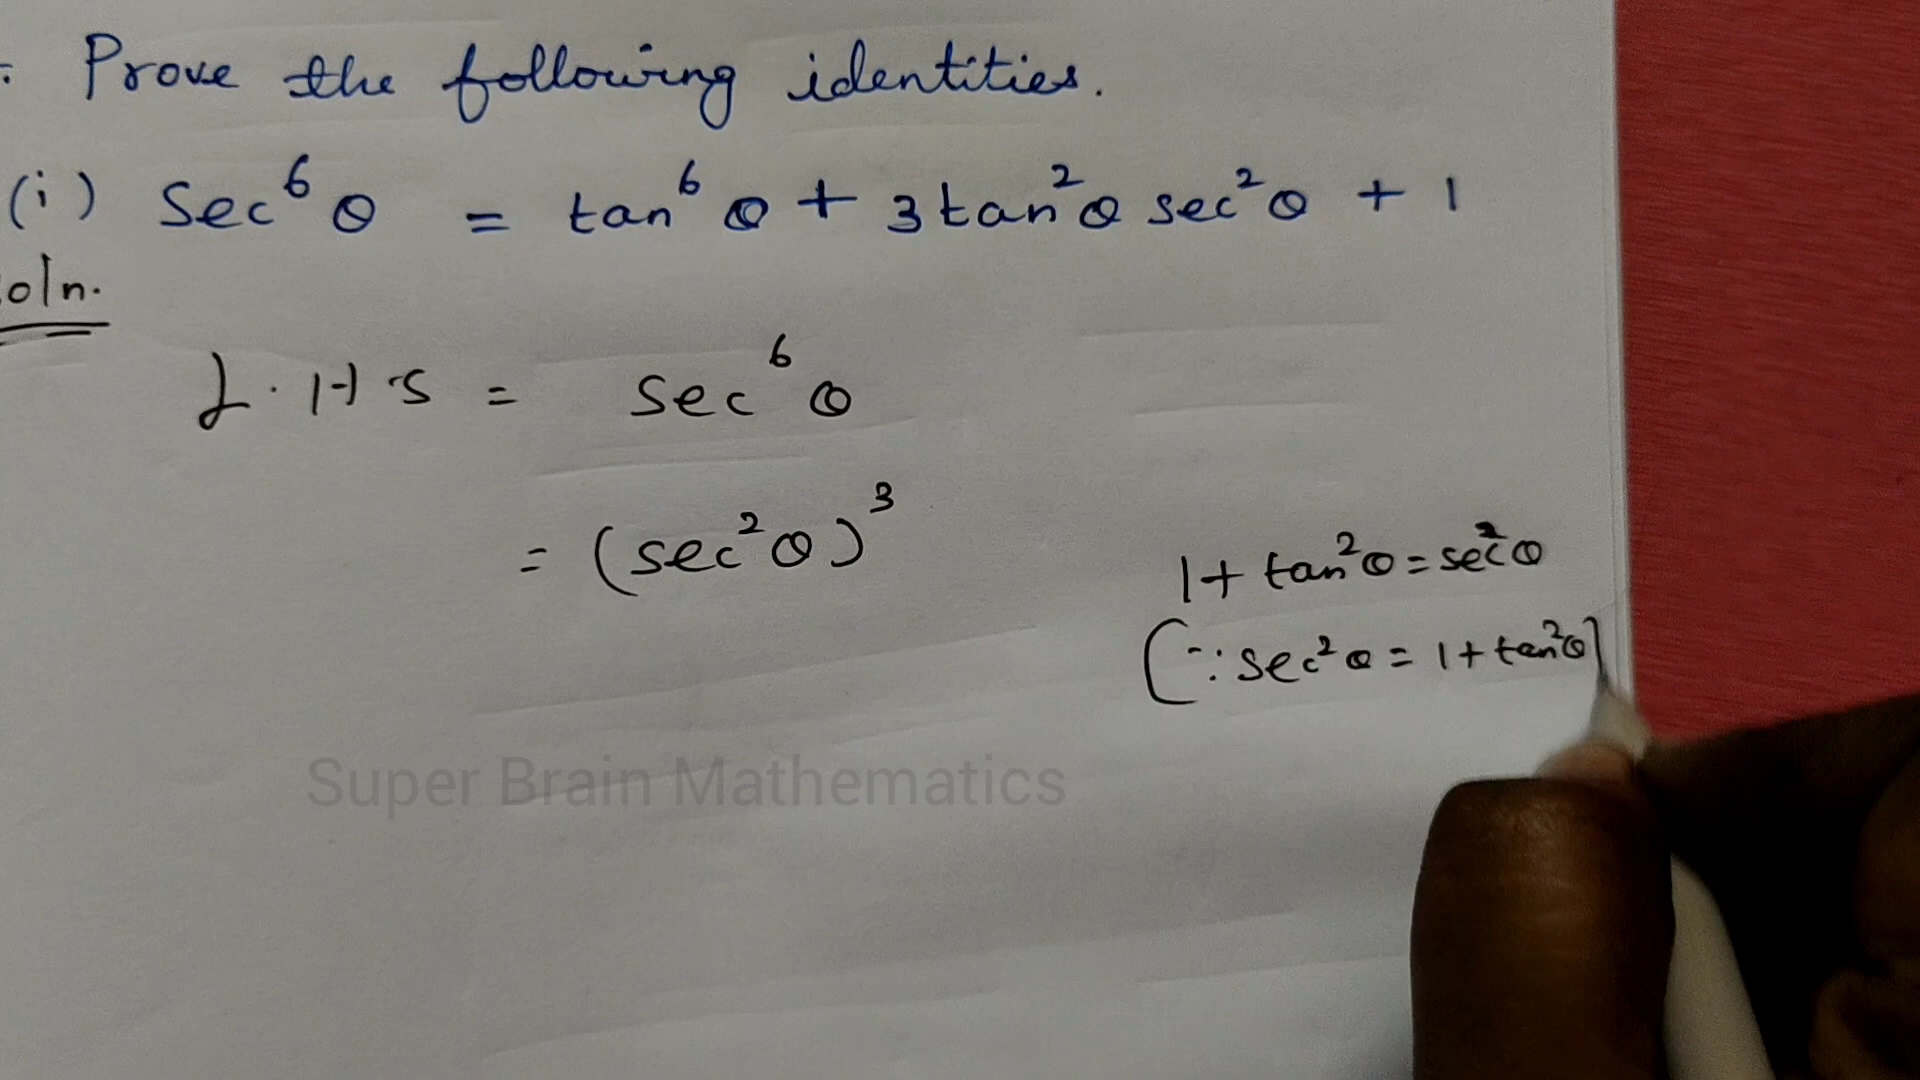 Prove the following identities.
(i) Sec⁶θ = tan⁶θ + 3tan²θ sec²θ + 1
oln.
L.H.S = Sec⁶θ
= (sec²θ)³
1 + tan²θ = sec²θ
(∵ sec²θ = 1 + tan²θ)
Super Brain Mathematics